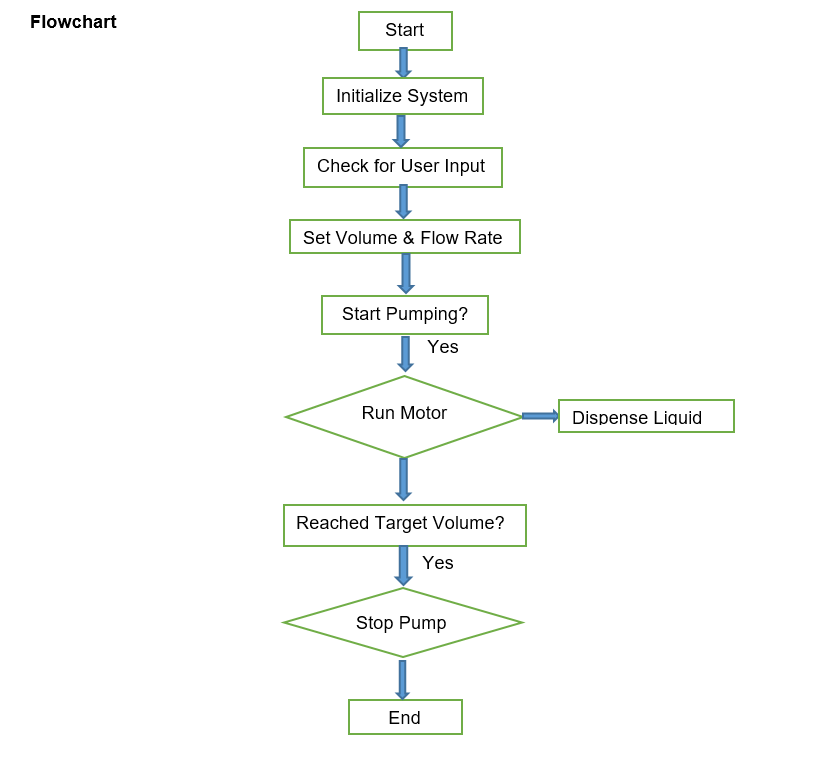 Flowchart
Start
Initialize System
Check for User Input
Set Volume & Flow Rate
Start Pumping?
Yes
Run Motor
Dispense Liquid
Reached Target Volume?
Yes
Stop Pump
End